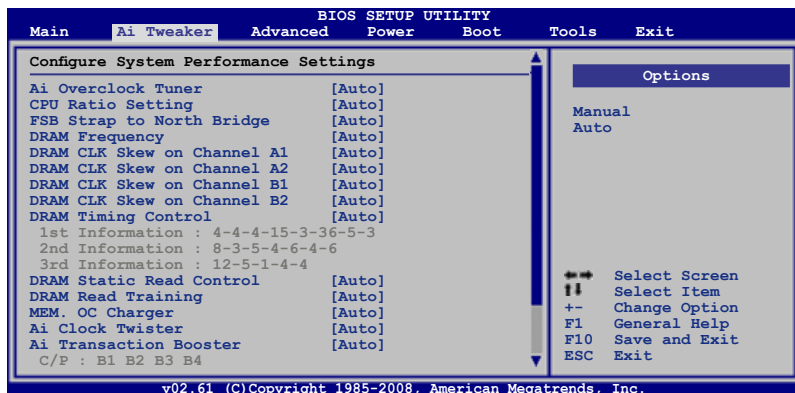 BIOS SETUP UTILITY
Main Ai Tweaker Advanced Power Boot Tools Exit
Configure System Performance Settings
Ai Overclock Tuner [Auto]
CPU Ratio Setting [Auto]
FSB Strap to North Bridge [Auto]
DRAM Frequency [Auto]
DRAM CLK Skew on Channel A1 [Auto]
DRAM CLK Skew on Channel A2 [Auto]
DRAM CLK Skew on Channel B1 [Auto]
DRAM CLK Skew on Channel B2 [Auto]
DRAM Timing Control [Auto]
1st Information : 4-4-4-15-3-36-5-3
2nd Information : 8-3-5-4-6-4-6
3rd Information : 12-5-1-4-4
DRAM Static Read Control [Auto]
DRAM Read Training [Auto]
MEM. OC Charger [Auto]
Ai Clock Twister [Auto]
Ai Transaction Booster [Auto]
C/P : B1 B2 B3 B4
Options
Manual
Auto
Select Screen
Select Item
+- Change Option
F1 General Help
F10 Save and Exit
ESC Exit
v02.61 (C)Copyright 1985-2008, American Megatrends, Inc.